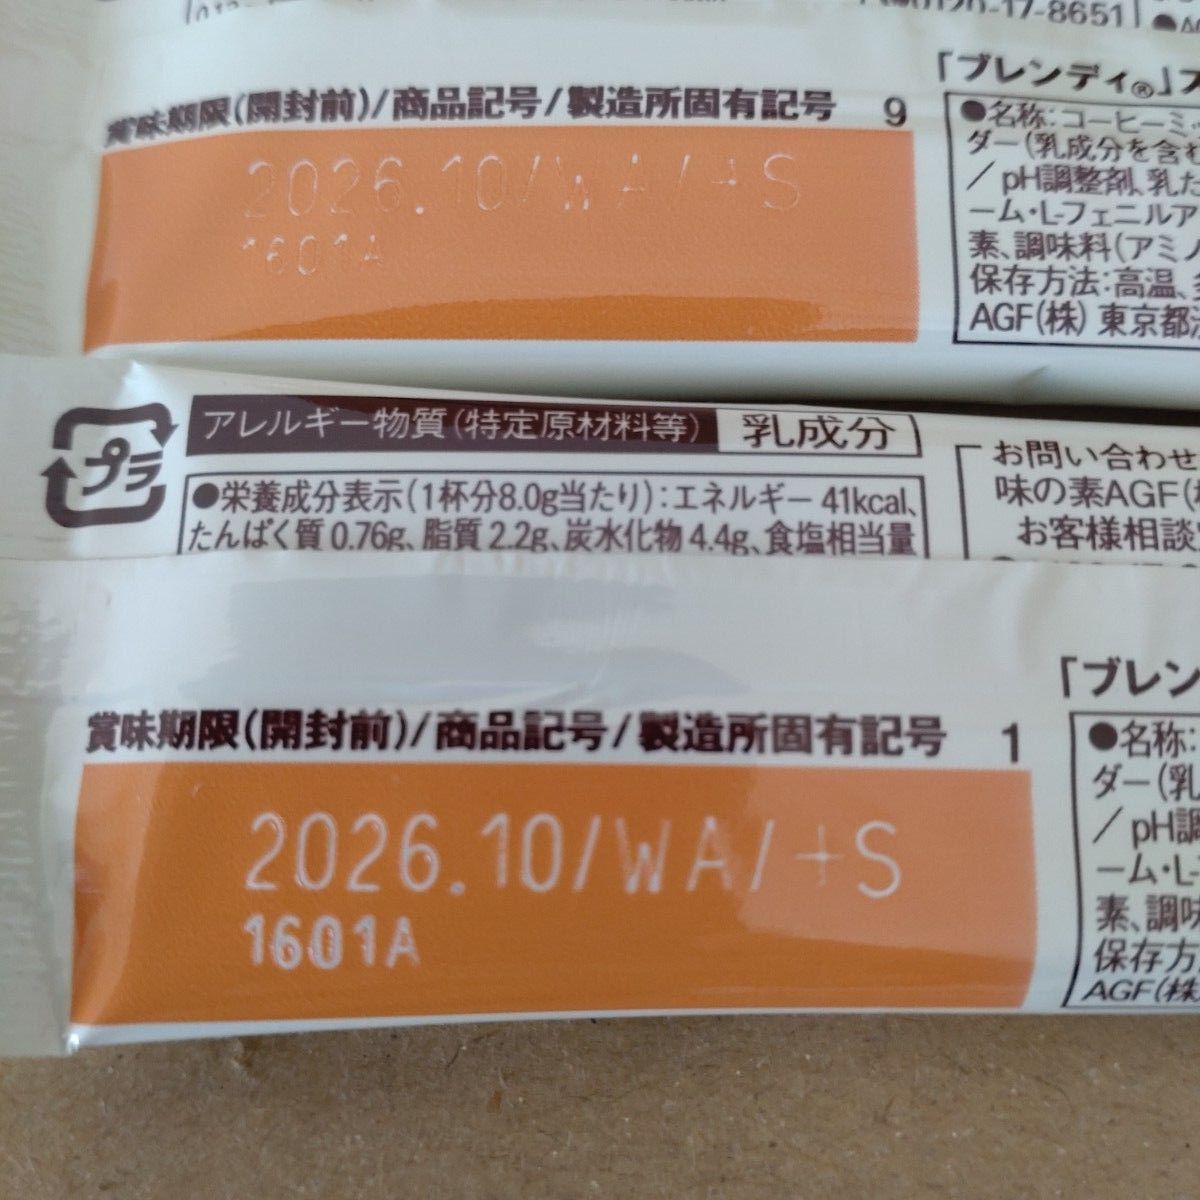 0120-17-8651
「ブレンディ®」ス
賞味期限(開封前)/商品記号/製造所固有記号 9
●名称:コーヒーミ
ダー(乳成分を含む
/pH調整剤、乳た
ーム・L-フェニルア
素、調味料(アミノ
保存方法:高温、多
AGF(株) 東京都渋
2026.10/WA/+S
1601A
プラ
アレルギー物質(特定原材料等) 乳成分
●栄養成分表示(1杯分8.0g当たり):エネルギー 41kcal、
たんぱく質 0.76g、脂質 2.2g、炭水化物 4.4g、食塩相当量
お問い合わせ
味の素AGF(
お客様相談
賞味期限(開封前)/商品記号/製造所固有記号 1
2026.10/WA/+S
1601A
「ブレン
●名称:
ダー(乳
/pH調
ーム・L-
素、調味
保存方
AGF(株